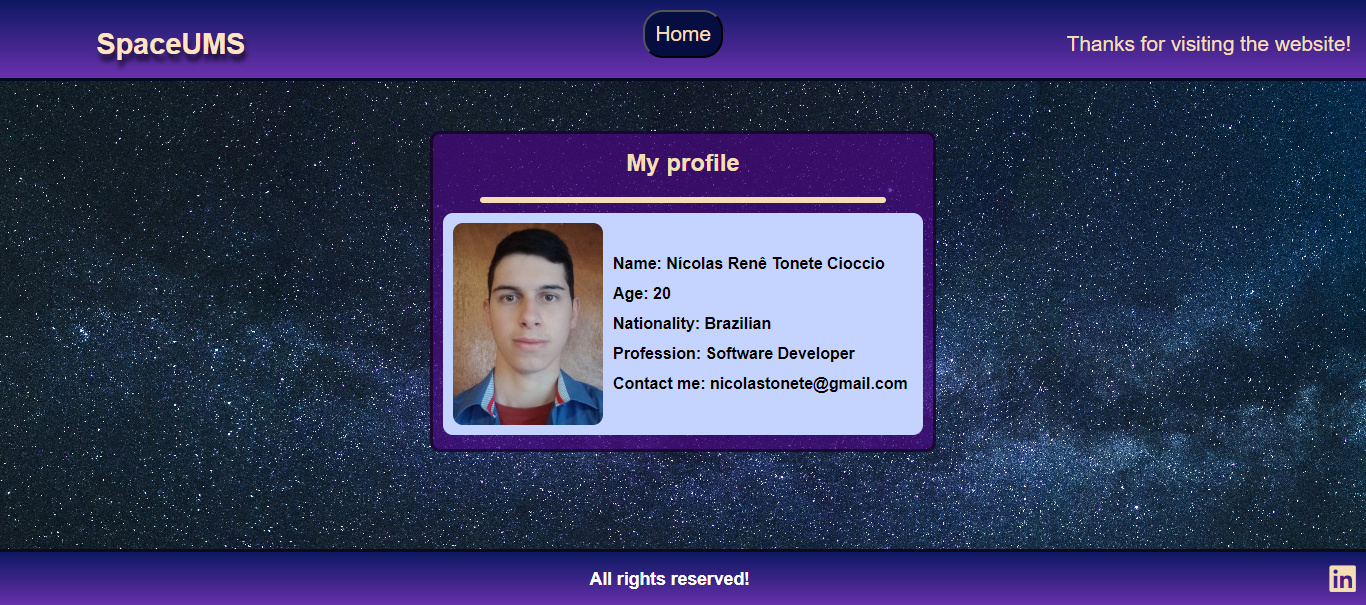 SpaceUMS
Home
Thanks for visiting the website!
My profile
Name: Nicolas Renê Tonete Cioccio
Age: 20
Nationality: Brazilian
Profession: Software Developer
Contact me: nicolastonete@gmail.com
All rights reserved!
in